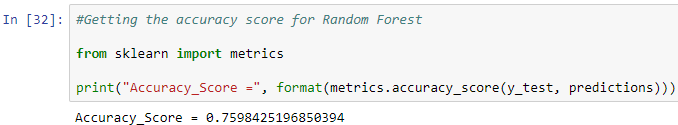 In [32]: #Getting the accuracy score for Random Forest
from sklearn import metrics
print("Accuracy_Score =", format(metrics.accuracy_score(y_test, predictions)))
Accuracy_Score = 0.7598425196850394